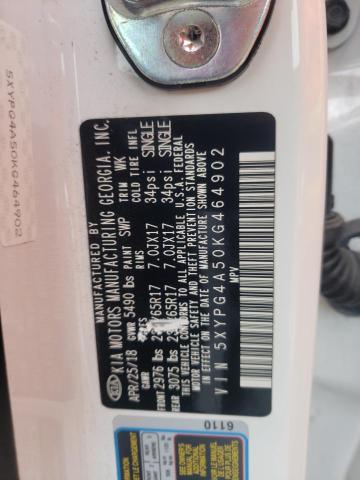 5XYPG4A50KG464902
MANUFACTURED BY
KIA MOTORS MANUFACTURING GEORGIA, INC.
APR/25/18 GVWR 5490 lbs PAINT SWP TRIM WK
GAWR RIMS COLD TIRE INFL
FRONT 2976 lbs 65R17 7.0JX17 34psi SINGLE
REAR 3075 lbs 65R17 7.0JX17 34psi SINGLE
THIS VEHICLE CONFORMS TO ALL APPLICABLE U.S.A. FEDERAL
MOTOR VEHICLE SAFETY AND THEFT PREVENTION STANDARDS
IN EFFECT ON THE DATE OF MANUFACTURE SHOWN ABOVE.
VIN 5XYPG4A50KG464902
MPV
6110